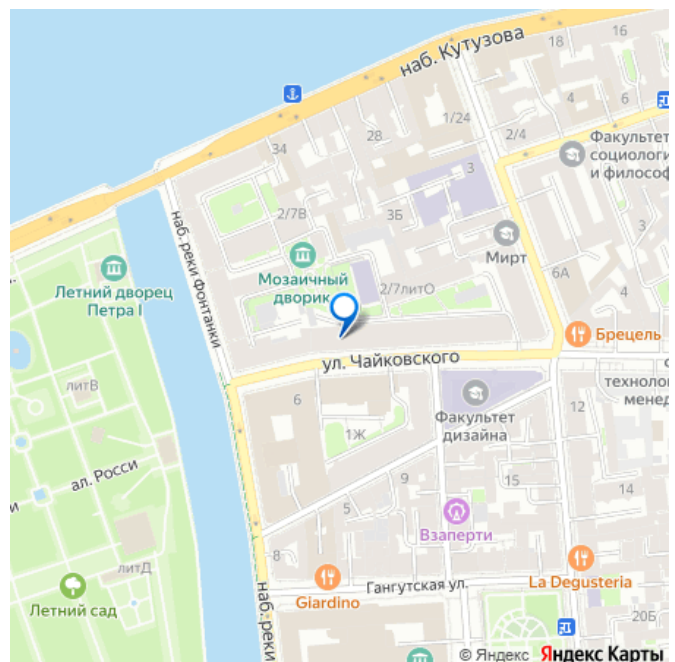 наб. Кутузова
18
16
4
6
1/24
28
2/4
34
Факультет
социологи
и философ
3
наб. реки Фонтанки
2/7В
3Б
Мирт
Мозаичный
дворик
2/7литО
6А
Летний дворец
Петра I
4
Брецель
ул. Чайковского
литВ
6
Факультет
дизайна
технолог
менед
12
1Ж
ал. Росси
9
15
14
5
Взаперти
8
литД
Летний сад
Giardino
Гангутская ул.
La Degusteria
наб. реки
20Б
© Яндекс Яндекс Карты